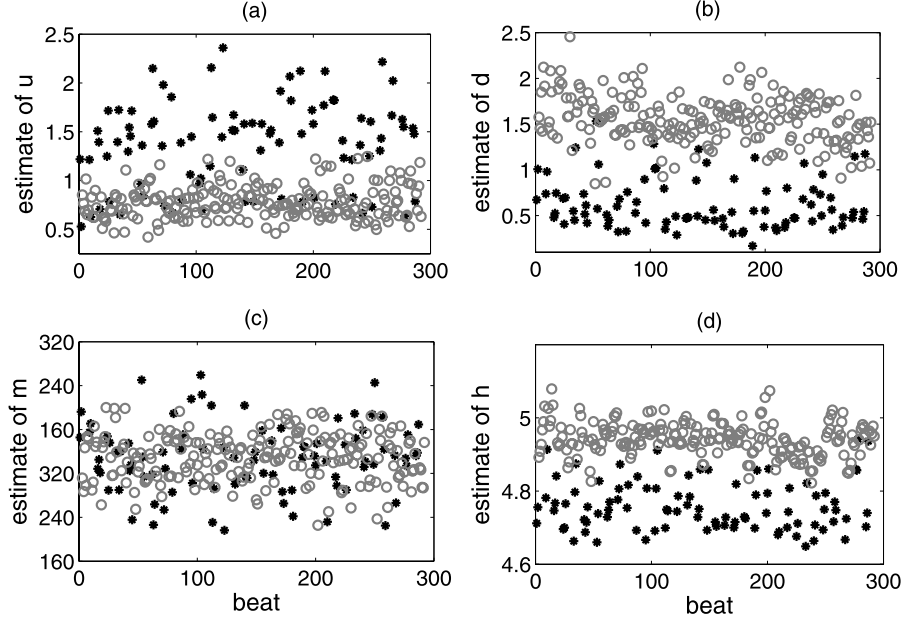 (a)
estimate of u
2.5
2
1.5
1
0.5
0 100 200 300
(b)
estimate of d
2.5
2
1.5
1
0.5
0 100 200 300
(c)
estimate of m
320
240
160
320
240
160
0 100 200 300
beat
(d)
estimate of h
5
4.8
4.6
0 100 200 300
beat